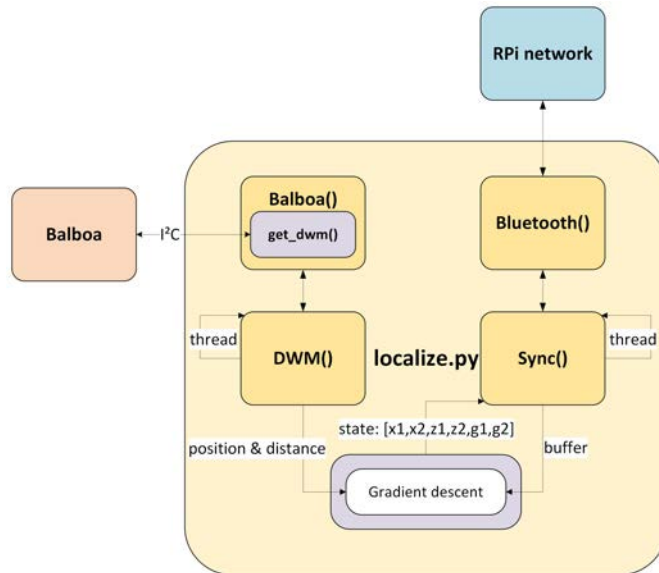 RPi network
Balboa
I²C
Balboa()
get_dwm()
Bluetooth()
thread
DWM()
localize.py
Sync()
thread
state: [x1,x2,z1,z2,g1,g2]
position & distance
buffer
Gradient descent